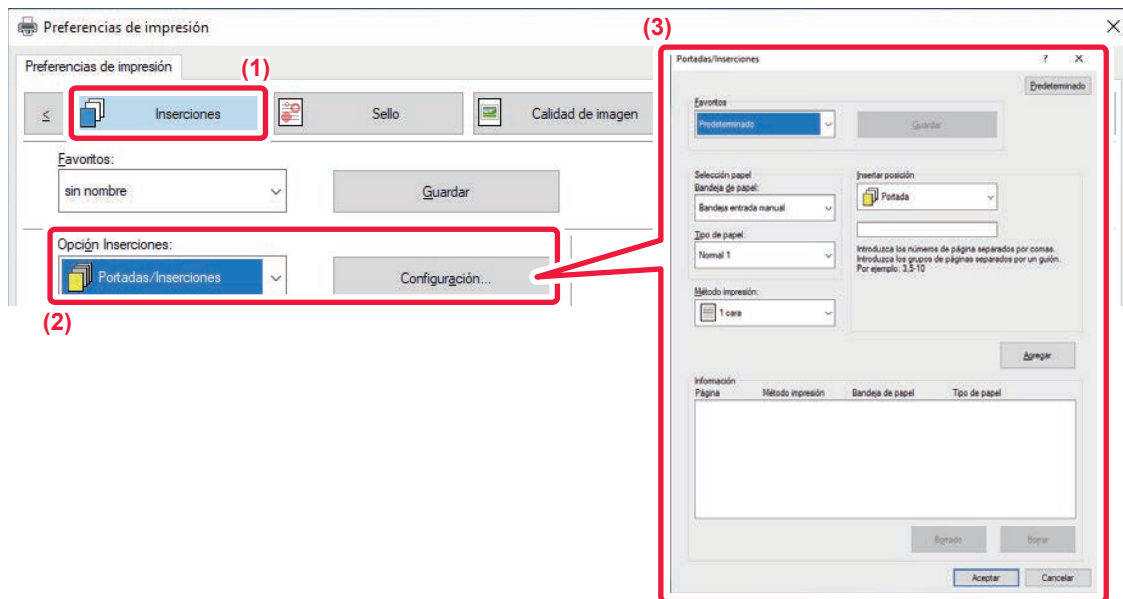 Preferencias de impresión
Preferencias de impresión
(1)
≤
Inserciones
Sello
Calidad de imagen
Favoritos:
sin nombre
Guardar
Opción Inserciones:
Portadas/Inserciones
Configuración...
(2)
(3)
Portadas/Inserciones
?
Predeterminado
Favoritos
Predeterminado
Guardar
Selección papel
Bandeja de papel:
Bandeja entrada manual
Tipo de papel:
Normal 1
Método impresión:
1 cara
Insertar posición
Portada
Introduzca los números de página separados por comas.
Introduzca los grupos de páginas separados por un guión.
Por ejemplo: 3,5-10
Agregar
Información
Página Método impresión Bandeja de papel Tipo de papel
Borrado
Borrar
Aceptar
Cancelar